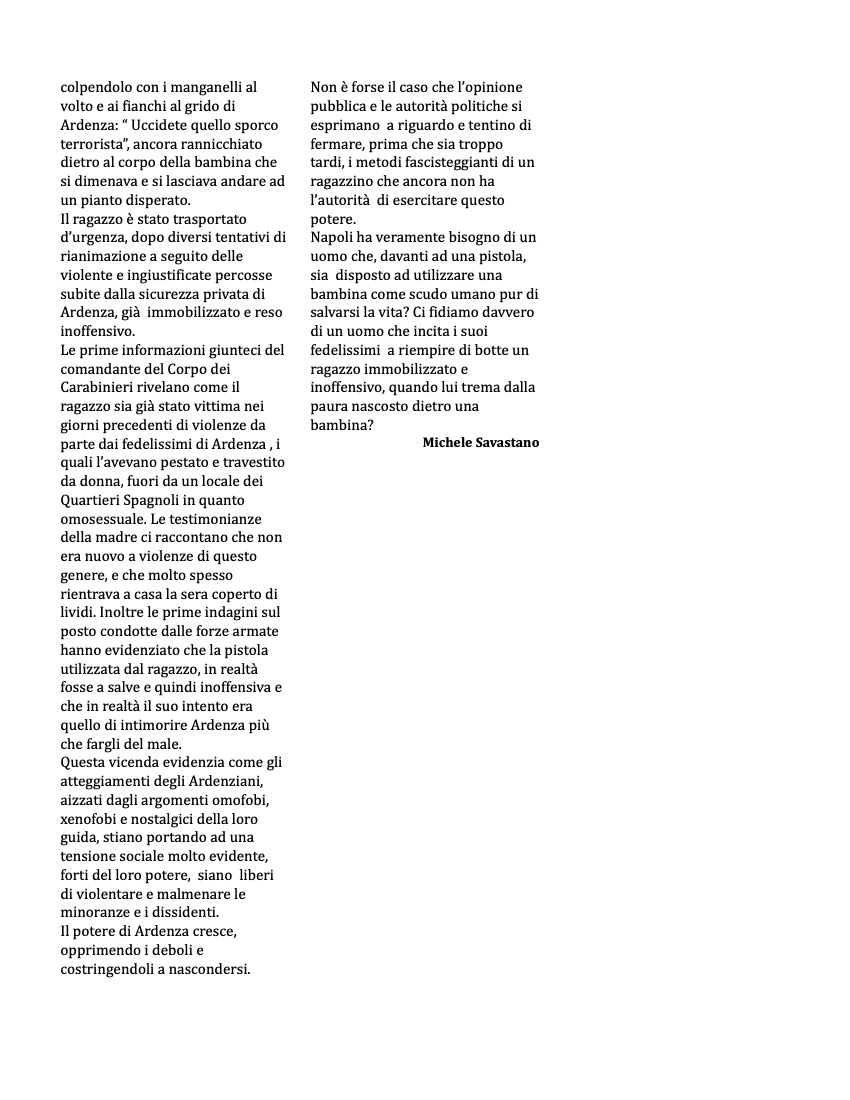 colpendolo con i manganelli al
volto e ai fianchi al grido di
Ardenza: “ Uccidete quello sporco
terrorista”, ancora rannicchiato
dietro al corpo della bambina che
si dimenava e si lasciava andare ad
un pianto disperato.
Il ragazzo è stato trasportato
d’urgenza, dopo diversi tentativi di
rianimazione a seguito delle
violente e ingiustificate percosse
subite dalla sicurezza privata di
Ardenza, già  immobilizzato e reso
inoffensivo.
Le prime informazioni giunteci del
comandante del Corpo dei
Carabinieri rivelano come il
ragazzo sia già stato vittima nei
giorni precedenti di violenze da
parte dai fedelissimi di Ardenza , i
quali l’avevano pestato e travestito
da donna, fuori da un locale dei
Quartieri Spagnoli in quanto
omosessuale. Le testimonianze
della madre ci raccontano che non
era nuovo a violenze di questo
genere, e che molto spesso
rientrava a casa la sera coperto di
lividi. Inoltre le prime indagini sul
posto condotte dalle forze armate
hanno evidenziato che la pistola
utilizzata dal ragazzo, in realtà
fosse a salve e quindi inoffensiva e
che in realtà il suo intento era
quello di intimorire Ardenza più
che fargli del male.
Questa vicenda evidenzia come gli
atteggiamenti degli Ardenziani,
aizzati dagli argomenti omofobi,
xenofobi e nostalgici della loro
guida, stiano portando ad una
tensione sociale molto evidente,
forti del loro potere,  siano  liberi
di violentare e malmenare le
minoranze e i dissidenti.
Il potere di Ardenza cresce,
opprimendo i deboli e
costringendoli a nascondersi.
Non è forse il caso che l’opinione
pubblica e le autorità politiche si
esprimano  a riguardo e tentino di
fermare, prima che sia troppo
tardi, i metodi fascisteggianti di un
ragazzino che ancora non ha
l’autorità  di esercitare questo
potere.
Napoli ha veramente bisogno di un
uomo che, davanti ad una pistola,
sia  disposto ad utilizzare una
bambina come scudo umano pur di
salvarsi la vita? Ci fidiamo davvero
di un uomo che incita i suoi
fedelissimi  a riempire di botte un
ragazzo immobilizzato e
inoffensivo, quando lui trema dalla
paura nascosto dietro una
bambina?
Michele Savastano